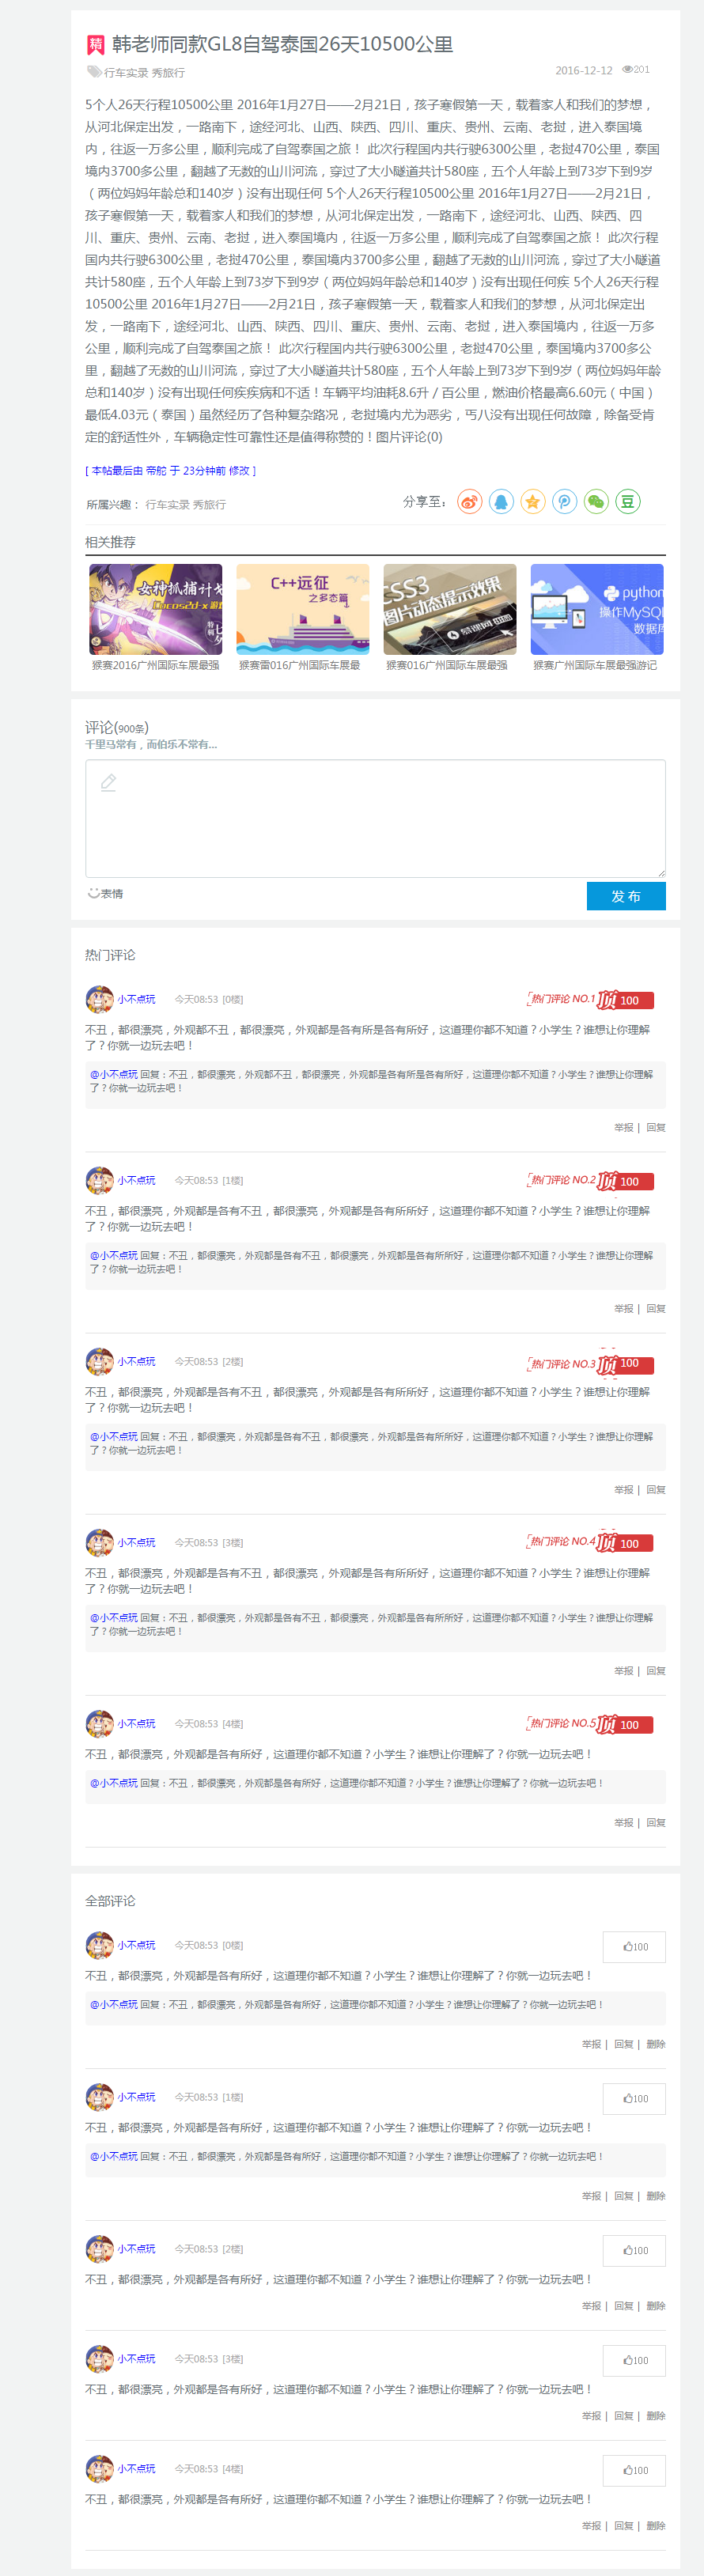 精 韩老师同款GL8自驾泰国26天10500公里
行车实录 秀旅行 2016-12-12 201
5个人26天行程10500公里 2016年1月27日——2月21日，孩子寒假第一天，载着家人和我们的梦想，
从河北保定出发，一路南下，途经河北、山西、陕西、四川、重庆、贵州、云南、老挝，进入泰国境
内，往返一万多公里，顺利完成了自驾泰国之旅！ 此次行程国内共行驶6300公里，老挝470公里，泰国
境内3700多公里，翻越了无数的山川河流，穿过了大小隧道共计580座，五个人年龄上到73岁下到9岁
（两位妈妈年龄总和140岁）没有出现任何 5个人26天行程10500公里 2016年1月27日——2月21日，
孩子寒假第一天，载着家人和我们的梦想，从河北保定出发，一路南下，途经河北、山西、陕西、四
川、重庆、贵州、云南、老挝，进入泰国境内，往返一万多公里，顺利完成了自驾泰国之旅！ 此次行程
国内共行驶6300公里，老挝470公里，泰国境内3700多公里，翻越了无数的山川河流，穿过了大小隧道
共计580座，五个人年龄上到73岁下到9岁（两位妈妈年龄总和140岁）没有出现任何疾 5个人26天行程
10500公里 2016年1月27日——2月21日，孩子寒假第一天，载着家人和我们的梦想，从河北保定出
发，一路南下，途经河北、山西、陕西、四川、重庆、贵州、云南、老挝，进入泰国境内，往返一万多
公里，顺利完成了自驾泰国之旅！ 此次行程国内共行驶6300公里，老挝470公里，泰国境内3700多公
里，翻越了无数的山川河流，穿过了大小隧道共计580座，五个人年龄上到73岁下到9岁（两位妈妈年龄
总和140岁）没有出现任何疾疾病和不适！车辆平均油耗8.6升／百公里，燃油价格最高6.60元（中国）
最低4.03元（泰国）虽然经历了各种复杂路况，老挝境内尤为恶劣，丐八没有出现任何故障，除备受肯
定的舒适性外，车辆稳定性可靠性还是值得称赞的！图片评论(0)
[ 本帖最后由 帝舵 于 23分钟前 修改 ]
所属兴趣： 行车实录 秀旅行 分享至： 豆
相关推荐
女神抓捕计划
Cocos2d-x
C++远征
之多态篇
CSS3
图片动态提示效果
慕课网
python
操作MySQL
数据库
猴赛2016广州国际车展最强 猴赛雷016广州国际车展最 猴赛016广州国际车展最强 猴赛广州国际车展最强游记
评论(900条)
千里马常有，而伯乐不常有...
表情 发 布
热门评论
小不点玩 今天08:53 [0楼] 热门评论 NO.1 顶 100
不丑，都很漂亮，外观都不丑，都很漂亮，外观都是各有所是各有所好，这道理你都不知道？小学生？谁想让你理解
了？你就一边玩去吧！
@小不点玩 回复：不丑，都很漂亮，外观都不丑，都很漂亮，外观都是各有所是各有所好，这道理你都不知道？小学生？谁想让你理解
了？你就一边玩去吧！
举报 | 回复
小不点玩 今天08:53 [1楼] 热门评论 NO.2 顶 100
不丑，都很漂亮，外观都是各有不丑，都很漂亮，外观都是各有所所好，这道理你都不知道？小学生？谁想让你理解
了？你就一边玩去吧！
@小不点玩 回复：不丑，都很漂亮，外观都是各有不丑，都很漂亮，外观都是各有所所好，这道理你都不知道？小学生？谁想让你理解
了？你就一边玩去吧！
举报 | 回复
小不点玩 今天08:53 [2楼] 热门评论 NO.3 顶 100
不丑，都很漂亮，外观都是各有不丑，都很漂亮，外观都是各有所所好，这道理你都不知道？小学生？谁想让你理解
了？你就一边玩去吧！
@小不点玩 回复：不丑，都很漂亮，外观都是各有不丑，都很漂亮，外观都是各有所所好，这道理你都不知道？小学生？谁想让你理解
了？你就一边玩去吧！
举报 | 回复
小不点玩 今天08:53 [3楼] 热门评论 NO.4 顶 100
不丑，都很漂亮，外观都是各有不丑，都很漂亮，外观都是各有所所好，这道理你都不知道？小学生？谁想让你理解
了？你就一边玩去吧！
@小不点玩 回复：不丑，都很漂亮，外观都是各有不丑，都很漂亮，外观都是各有所所好，这道理你都不知道？小学生？谁想让你理解
了？你就一边玩去吧！
举报 | 回复
小不点玩 今天08:53 [4楼] 热门评论 NO.5 顶 100
不丑，都很漂亮，外观都是各有所好，这道理你都不知道？小学生？谁想让你理解了？你就一边玩去吧！
@小不点玩 回复：不丑，都很漂亮，外观都是各有所好，这道理你都不知道？小学生？谁想让你理解了？你就一边玩去吧！
举报 | 回复
全部评论
小不点玩 今天08:53 [0楼] 100
不丑，都很漂亮，外观都是各有所好，这道理你都不知道？小学生？谁想让你理解了？你就一边玩去吧！
@小不点玩 回复：不丑，都很漂亮，外观都是各有所好，这道理你都不知道？小学生？谁想让你理解了？你就一边玩去吧！
举报 | 回复 | 删除
小不点玩 今天08:53 [1楼] 100
不丑，都很漂亮，外观都是各有所好，这道理你都不知道？小学生？谁想让你理解了？你就一边玩去吧！
@小不点玩 回复：不丑，都很漂亮，外观都是各有所好，这道理你都不知道？小学生？谁想让你理解了？你就一边玩去吧！
举报 | 回复 | 删除
小不点玩 今天08:53 [2楼] 100
不丑，都很漂亮，外观都是各有所好，这道理你都不知道？小学生？谁想让你理解了？你就一边玩去吧！
举报 | 回复 | 删除
小不点玩 今天08:53 [3楼] 100
不丑，都很漂亮，外观都是各有所好，这道理你都不知道？小学生？谁想让你理解了？你就一边玩去吧！
举报 | 回复 | 删除
小不点玩 今天08:53 [4楼] 100
不丑，都很漂亮，外观都是各有所好，这道理你都不知道？小学生？谁想让你理解了？你就一边玩去吧！
举报 | 回复 | 删除